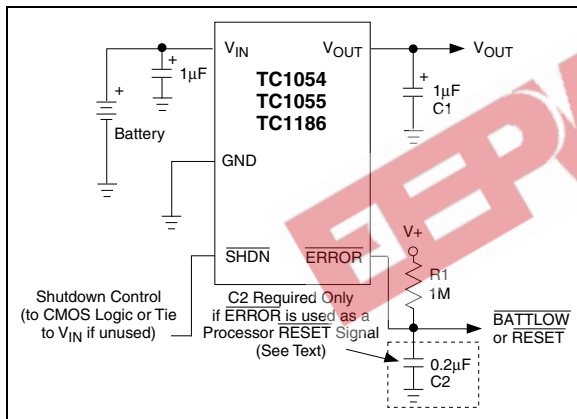 VIN
VOUT
VOUT
+
1µF
+
1µF
C1
TC1054
TC1055
TC1186
+
Battery
GND
V+
SHDN
ERROR
R1
1M
Shutdown Control
(to CMOS Logic or Tie
to VIN if unused)
C2 Required Only
if ERROR is used as a
Processor RESET Signal
(See Text)
BATTLOW
or RESET
0.2µF
C2